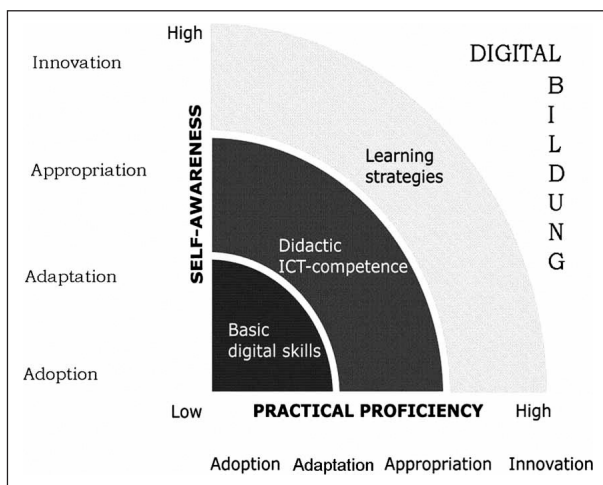 High
DIGITAL
B
I
L
D
U
N
G
Innovation
Appropriation
Adaptation
Adoption
SELF-AWARENESS
Learning
strategies
Didactic
ICT-competence
Basic
digital skills
Low
PRACTICAL PROFICIENCY
High
Adoption
Adaptation
Appropriation
Innovation